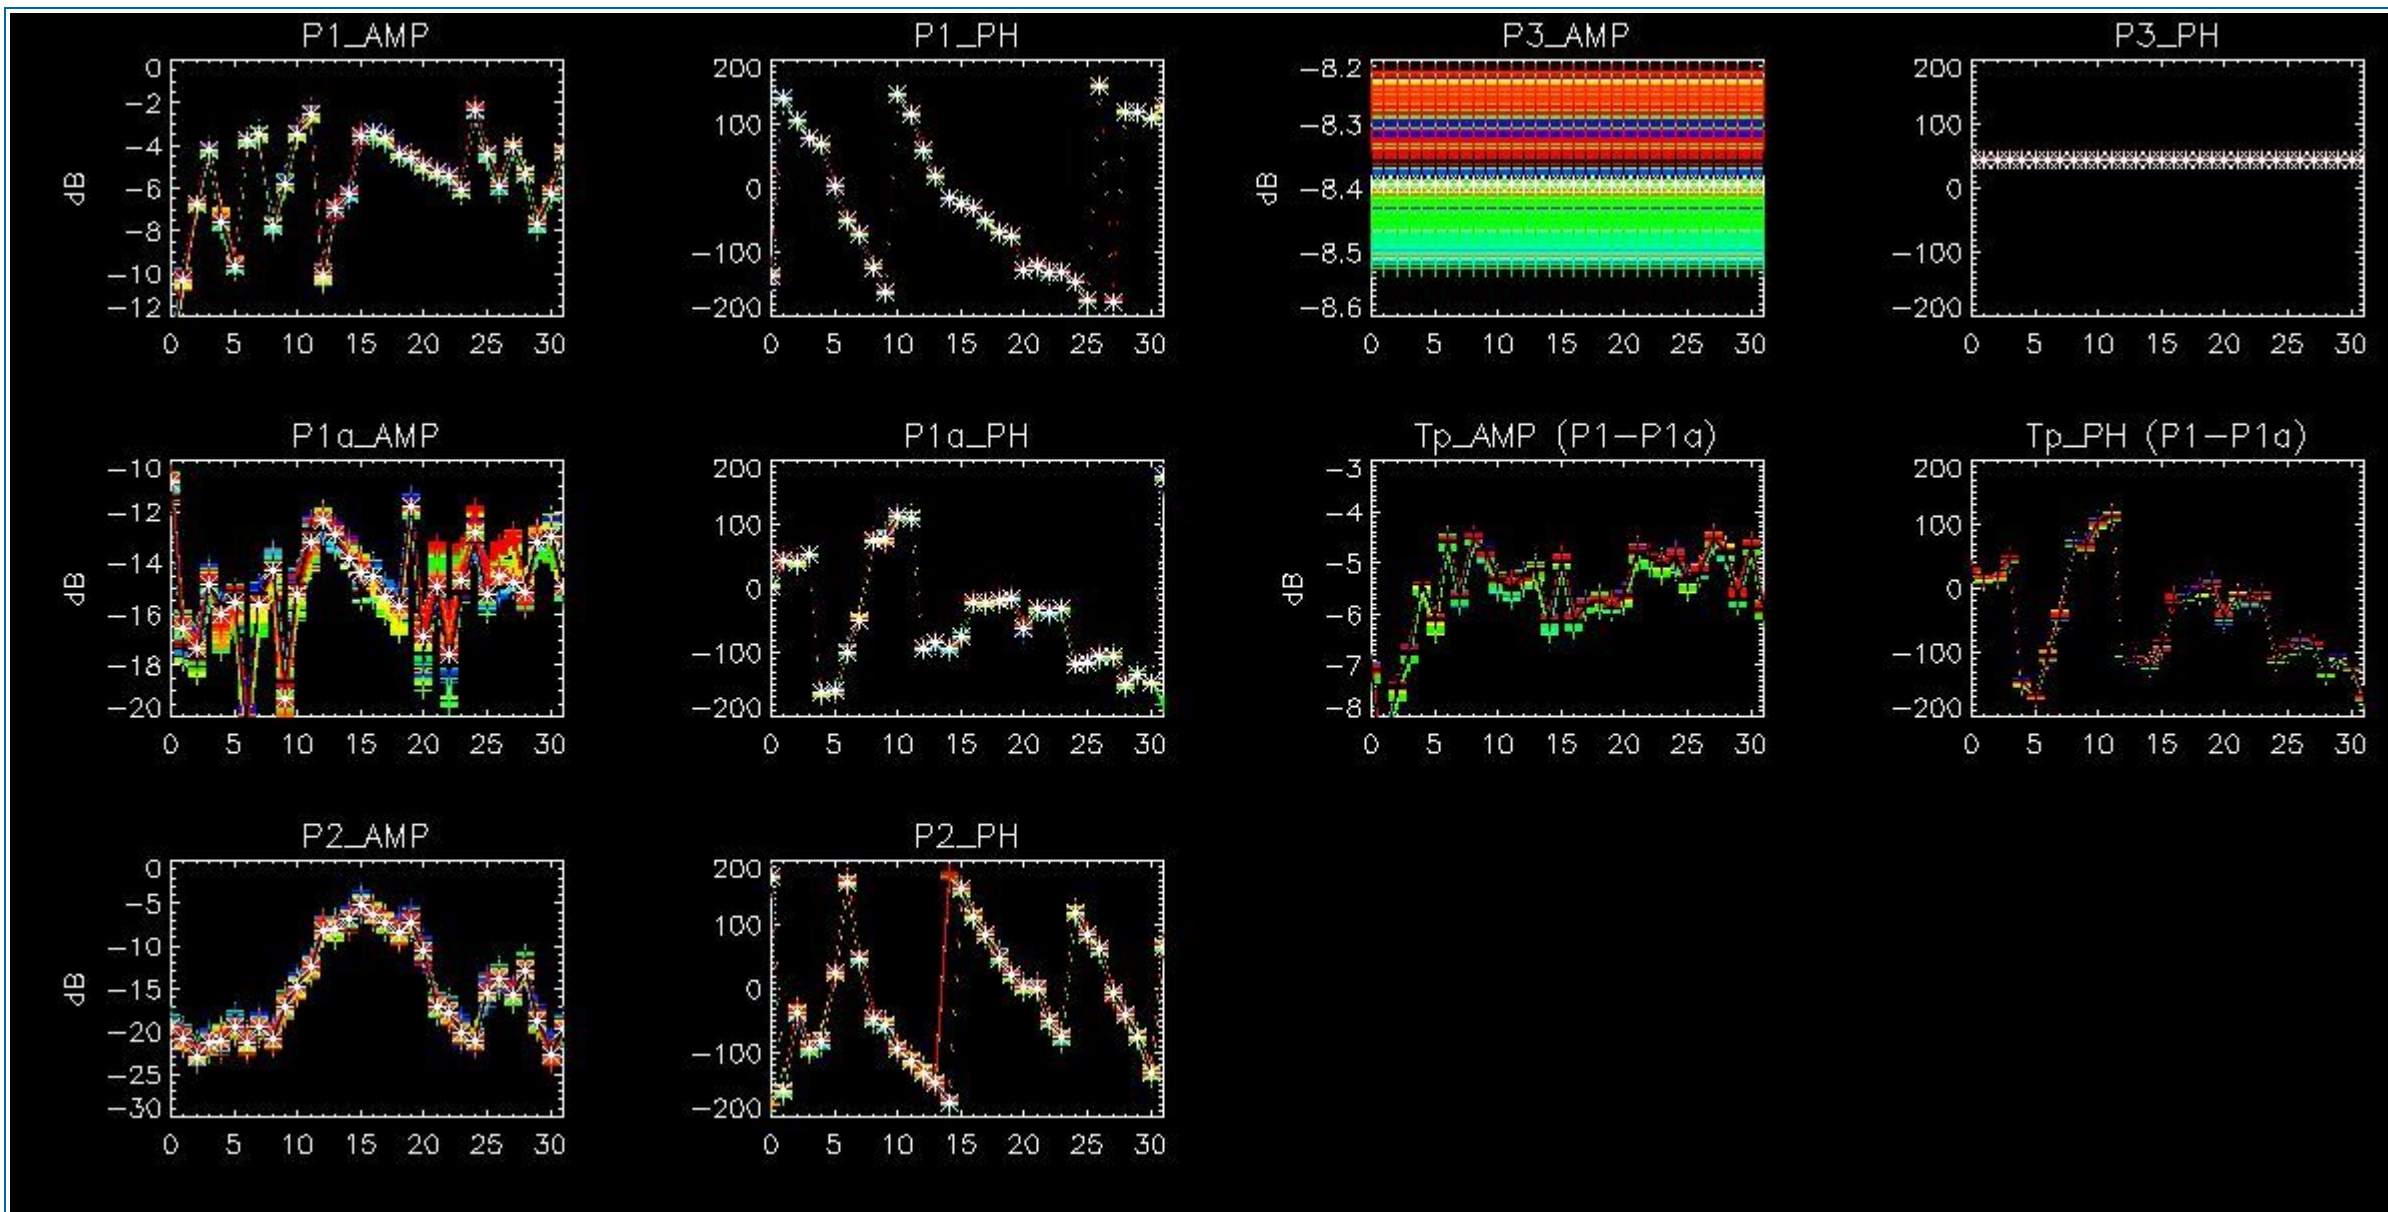 P1_AMP
0
−2
−4
−6
−8
−10
−12
dB
0 5 10 15 20 25 30
P1_PH
200
100
0
−100
−200
0 5 10 15 20 25 30
P3_AMP
−8.2
−8.3
−8.4
−8.5
−8.6
dB
0 5 10 15 20 25 30
P3_PH
200
100
0
−100
−200
0 5 10 15 20 25 30
P1a_AMP
−10
−12
−14
−16
−18
−20
dB
0 5 10 15 20 25 30
P1a_PH
200
100
0
−100
−200
0 5 10 15 20 25 30
Tp_AMP (P1−P1a)
−3
−4
−5
−6
−7
−8
dB
0 5 10 15 20 25 30
Tp_PH (P1−P1a)
200
100
0
−100
−200
0 5 10 15 20 25 30
P2_AMP
0
−5
−10
−15
−20
−25
−30
dB
0 5 10 15 20 25 30
P2_PH
200
100
0
−100
−200
0 5 10 15 20 25 30